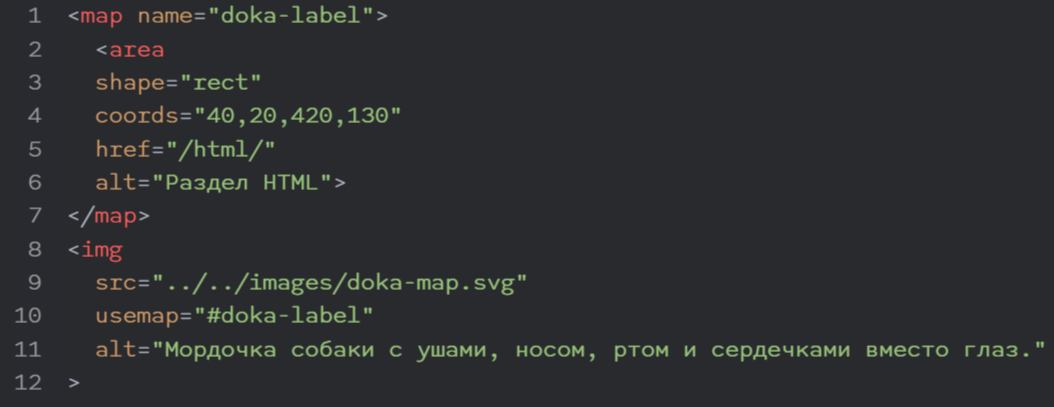 1 <map name="doka-label">
2   <area
3   shape="rect"
4   coords="40,20,420,130"
5   href="/html/"
6   alt="Раздел HTML">
7 </map>
8 <img
9   src="../../images/doka-map.svg"
10   usemap="#doka-label"
11   alt="Мордочка собаки с ушами, носом, ртом и сердечками вместо глаз."
12 >